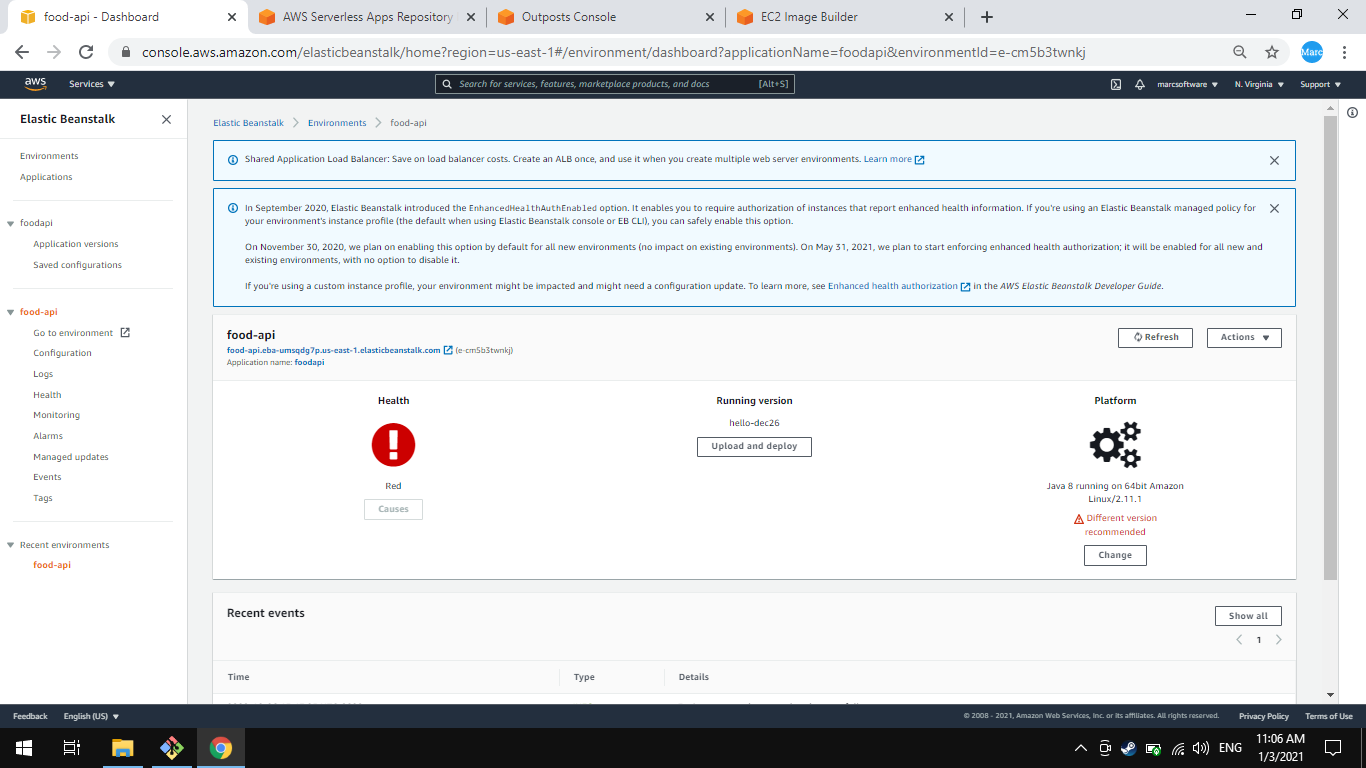 food-api - Dashboard
AWS Serverless Apps Repository
Outposts Console
EC2 Image Builder
console.aws.amazon.com/elasticbeanstalk/home?region=us-east-1#/environment/dashboard?applicationName=foodapi&environmentId=e-cm5b3twnkj
Marc
aws
Services
Search for services, features, marketplace products, and docs
[Alt+S]
marcsoftware
N. Virginia
Support
Elastic Beanstalk
Environments
Applications
foodapi
Application versions
Saved configurations
food-api
Go to environment
Configuration
Logs
Health
Monitoring
Alarms
Managed updates
Events
Tags
Recent environments
food-api
Elastic Beanstalk
Environments
food-api
Shared Application Load Balancer: Save on load balancer costs. Create an ALB once, and use it when you create multiple web server environments. Learn more
In September 2020, Elastic Beanstalk introduced the EnhancedHealthAuthEnabled option. It enables you to require authorization of instances that report enhanced health information. If you're using an Elastic Beanstalk managed policy for
your environment's instance profile (the default when using Elastic Beanstalk console or EB CLI), you can safely enable this option.
On November 30, 2020, we plan on enabling this option by default for all new environments (no impact on existing environments). On May 31, 2021, we plan to start enforcing enhanced health authorization; it will be enabled for all new and
existing environments, with no option to disable it.
If you're using a custom instance profile, your environment might be impacted and might need a configuration update. To learn more, see Enhanced health authorization in the AWS Elastic Beanstalk Developer Guide.
food-api
food-api.eba-umsqdg7p.us-east-1.elasticbeanstalk.com (e-cm5b3twnkj)
Application name: foodapi
Refresh
Actions
Health
Red
Causes
Running version
hello-dec26
Upload and deploy
Platform
Java 8 running on 64bit Amazon
Linux/2.11.1
Different version
recommended
Change
Recent events
Show all
1
Time
Type
Details
Feedback
English (US)
© 2008 - 2021, Amazon Web Services, Inc. or its affiliates. All rights reserved.
Privacy Policy
Terms of Use
ENG
11:06 AM
1/3/2021